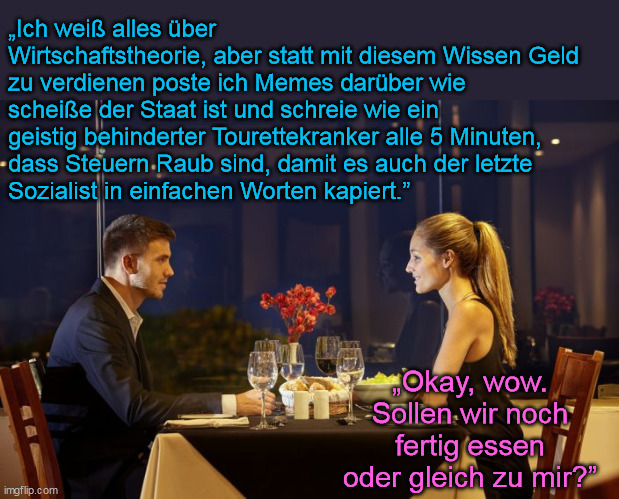 „Ich weiß alles über
Wirtschaftstheorie, aber statt mit diesem Wissen Geld
zu verdienen poste ich Memes darüber wie
scheiße der Staat ist und schreie wie ein
geistig behinderter Tourettekranker alle 5 Minuten,
dass Steuern Raub sind, damit es auch der letzte
Sozialist in einfachen Worten kapiert.”
„Okay, wow.
Sollen wir noch
fertig essen
oder gleich zu mir?”
imgflip.com